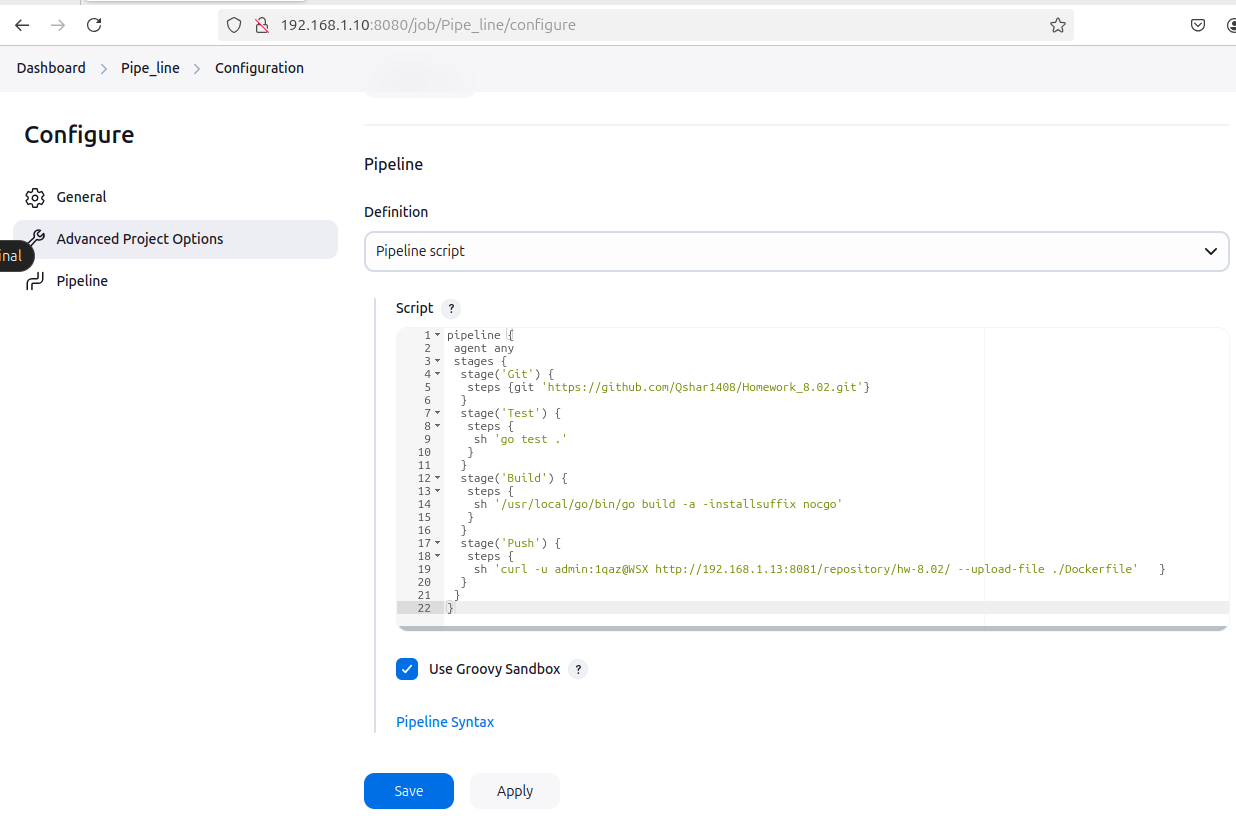 192.168.1.10:8080/job/Pipe_line/configure
Dashboard > Pipe_line > Configuration
Configure
General
Advanced Project Options
inal
Pipeline
Pipeline
Definition
Pipeline script
Script ?
1 pipeline {
2  agent any
3  stages {
4   stage('Git') {
5    steps {git 'https://github.com/Qshar1408/Homework_8.02.git'}
6   }
7   stage('Test') {
8    steps {
9     sh 'go test .'
10    }
11   }
12   stage('Build') {
13    steps {
14     sh '/usr/local/go/bin/go build -a -installsuffix nocgo'
15    }
16   }
17   stage('Push') {
18    steps {
19     sh 'curl -u admin:1qaz@WSX http://192.168.1.13:8081/repository/hw-8.02/ --upload-file ./Dockerfile'   }
20   }
21  }
22 }
Use Groovy Sandbox ?
Pipeline Syntax
Save
Apply